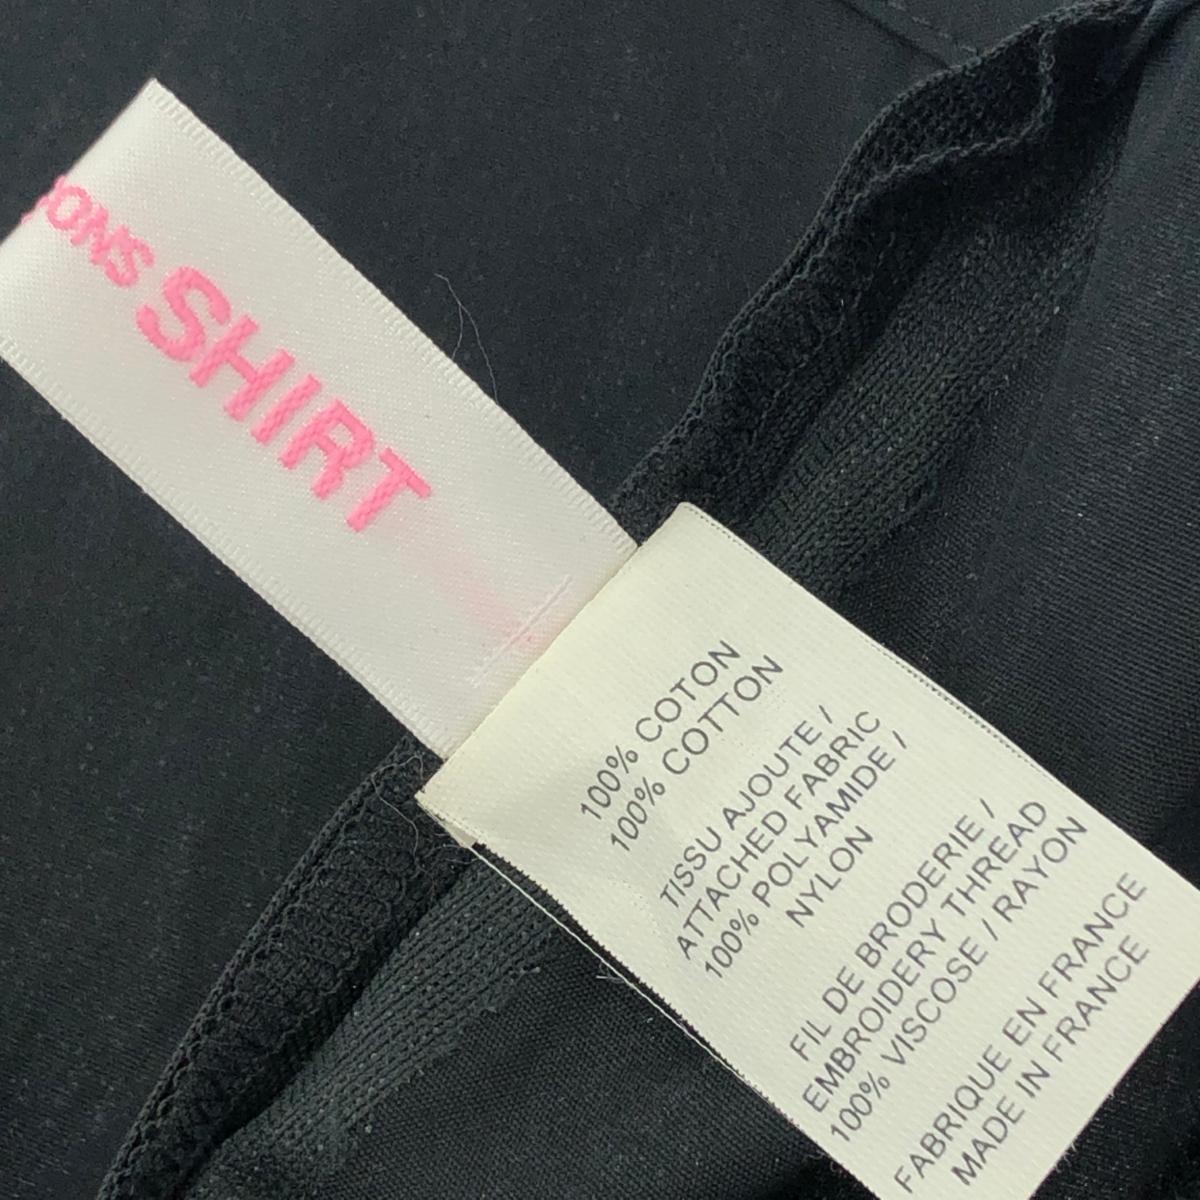 SHIRT
100% COTON
100% COTTON
TISSU AJOUTE /
ATTACHED FABRIC
100% POLYAMIDE /
NYLON
FIL DE BRODERIE /
EMBROIDERY THREAD
100% VISCOSE / RAYON
FABRIQUE EN FRANCE
MADE IN FRANCE